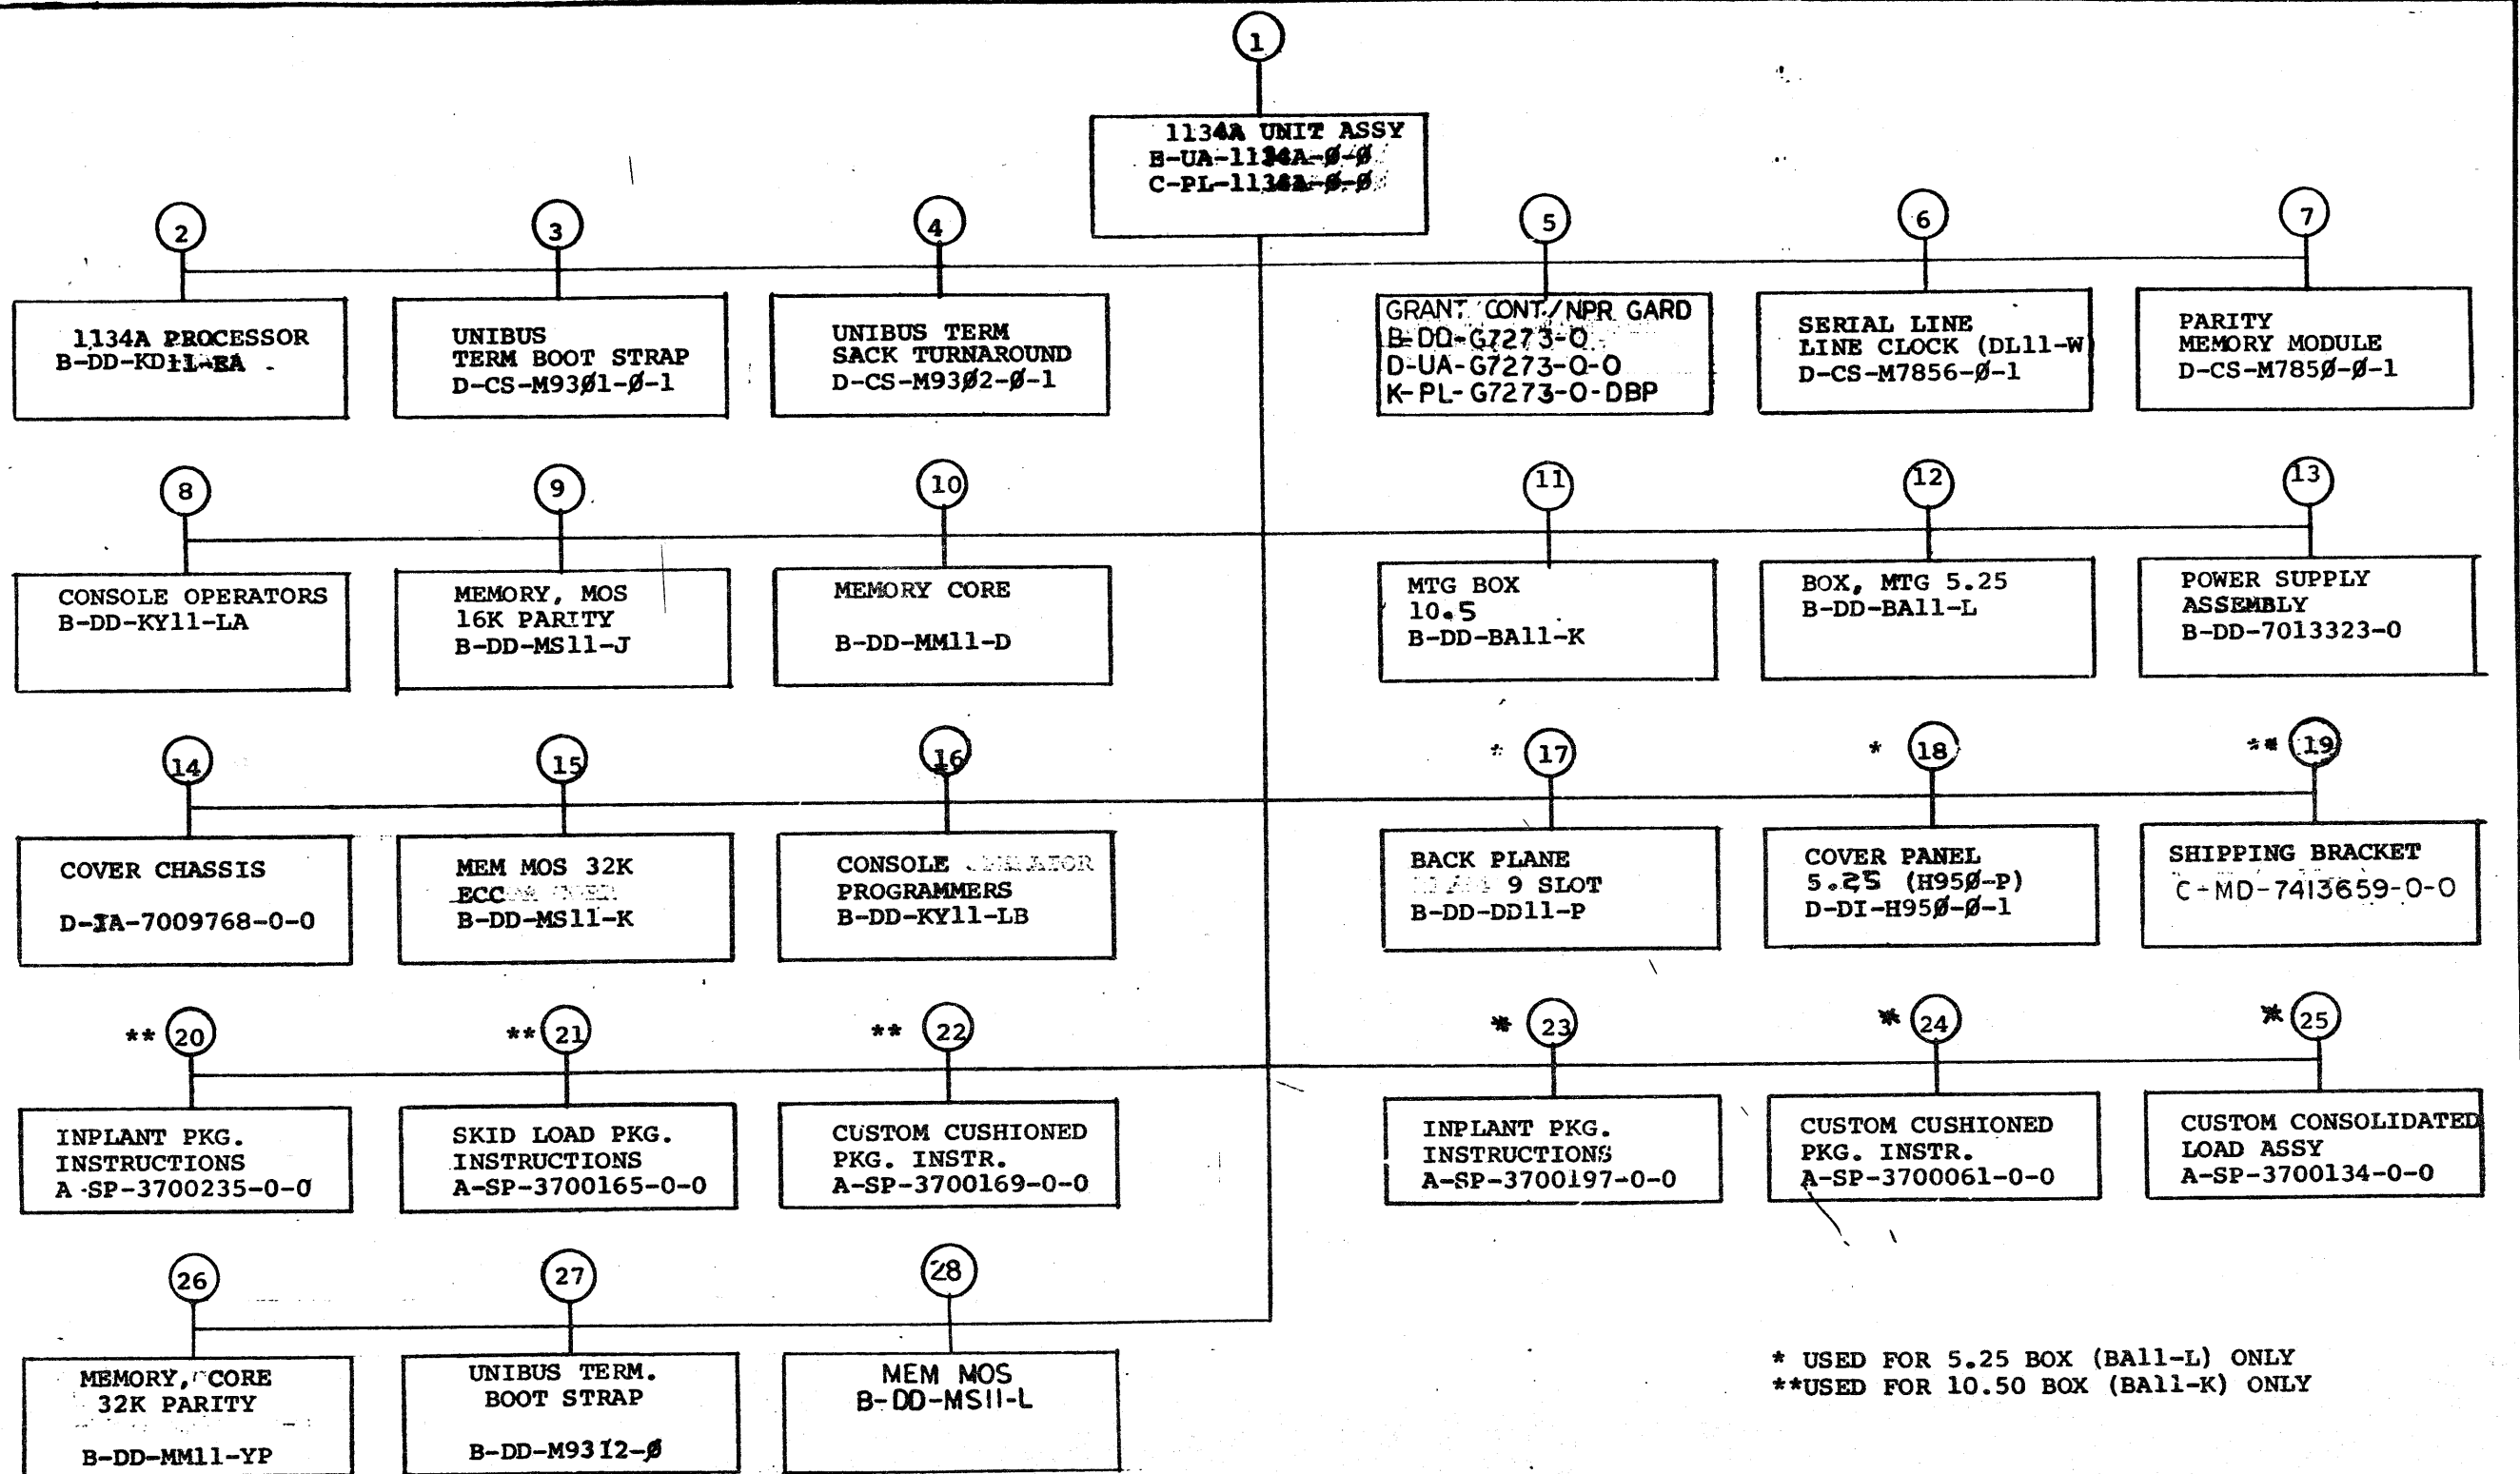 1
1134A UNIT ASSY
B-UA-1134A-Ø-Ø
C-PL-1134A-Ø-Ø
2
1134A PROCESSOR
B-DD-KD11-EA
3
UNIBUS
TERM BOOT STRAP
D-CS-M93Ø1-Ø-1
4
UNIBUS TERM
SACK TURNAROUND
D-CS-M93Ø2-Ø-1
5
GRANT CONT./NPR GARD
B-DD-G7273-0
D-UA-G7273-0-0
K-PL-G7273-0-DBP
6
SERIAL LINE
LINE CLOCK (DL11-W
D-CS-M7856-Ø-1
7
PARITY
MEMORY MODULE
D-CS-M785Ø-Ø-1
8
CONSOLE OPERATORS
B-DD-KY11-LA
9
MEMORY, MOS
16K PARITY
B-DD-MS11-J
10
MEMORY CORE
B-DD-MM11-D
11
MTG BOX
10.5
B-DD-BA11-K
12
BOX, MTG 5.25
B-DD-BA11-L
13
POWER SUPPLY
ASSEMBLY
B-DD-7013323-0
14
COVER CHASSIS
D-IA-7009768-0-0
15
MEM MOS 32K
ECC
B-DD-MS11-K
16
CONSOLE
PROGRAMMERS
B-DD-KY11-LB
* 17
BACK PLANE
9 SLOT
B-DD-DD11-P
* 18
COVER PANEL
5.25 (H95Ø-P)
D-DI-H95Ø-Ø-1
** 19
SHIPPING BRACKET
C-MD-7413659-0-0
** 20
INPLANT PKG.
INSTRUCTIONS
A-SP-3700235-0-0
** 21
SKID LOAD PKG.
INSTRUCTIONS
A-SP-3700165-0-0
** 22
CUSTOM CUSHIONED
PKG. INSTR.
A-SP-3700169-0-0
* 23
INPLANT PKG.
INSTRUCTIONS
A-SP-3700197-0-0
* 24
CUSTOM CUSHIONED
PKG. INSTR.
A-SP-3700061-0-0
* 25
CUSTOM CONSOLIDATED
LOAD ASSY
A-SP-3700134-0-0
26
MEMORY, CORE
32K PARITY
B-DD-MM11-YP
27
UNIBUS TERM.
BOOT STRAP
B-DD-M9312-Ø
28
MEM MOS
B-DD-MS11-L
* USED FOR 5.25 BOX (BA11-L) ONLY
**USED FOR 10.50 BOX (BA11-K) ONLY